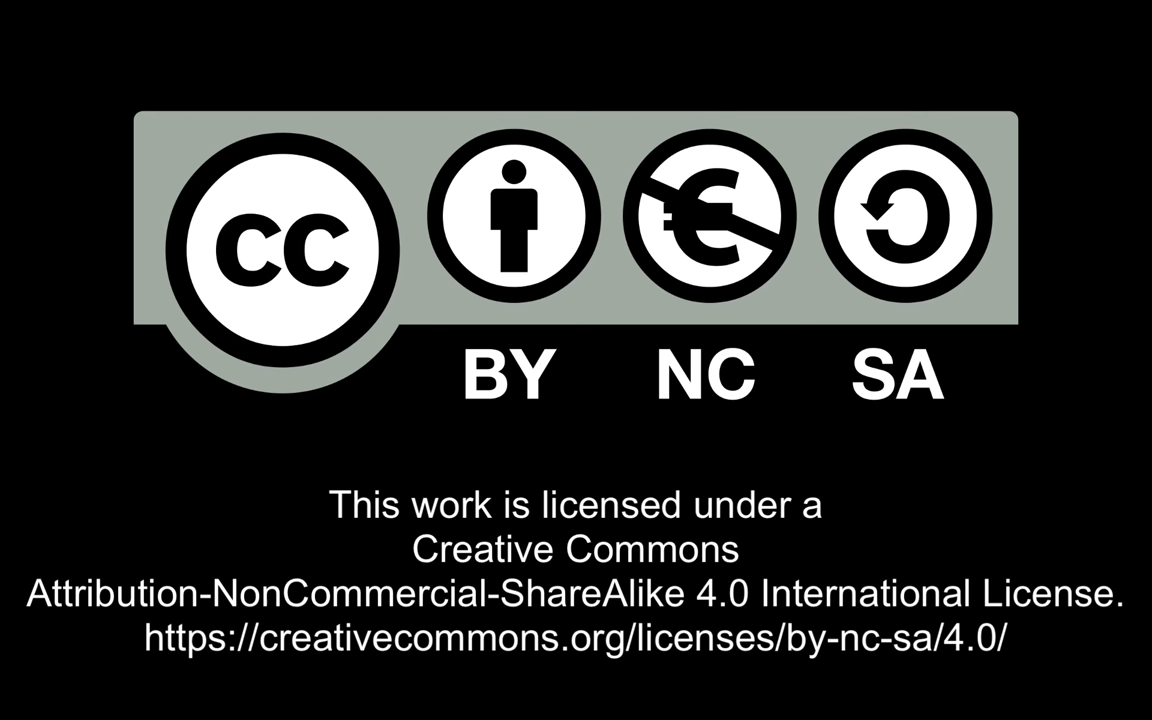 cc
BY NC SA
This work is licensed under a
Creative Commons
Attribution-NonCommercial-ShareAlike 4.0 International License.
https://creativecommons.org/licenses/by-nc-sa/4.0/